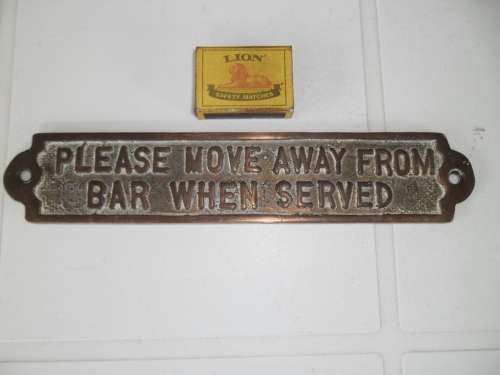 LION
SAFETY MATCHES
PLEASE MOVE AWAY FROM
BAR WHEN SERVED